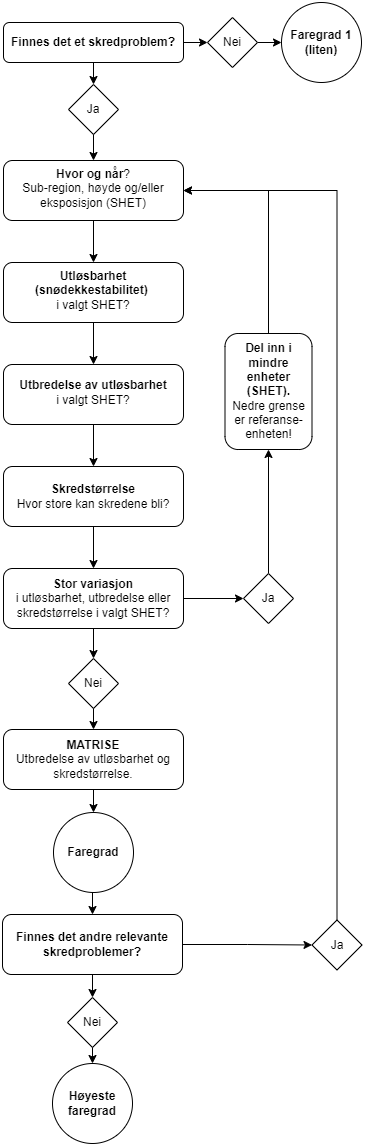 Finnes det et skredproblem?
Nei
Faregrad 1
(liten)
Ja
Hvor og når?
Sub-region, høyde og/eller
eksposisjon (SHET)
Utløsbarhet
(snødekkestabilitet)
i valgt SHET?
Del inn i
mindre
enheter
(SHET).
Nedre grense
er referanse-
enheten!
Utbredelse av utløsbarhet
i valgt SHET?
Skredstørrelse
Hvor store kan skredene bli?
Stor variasjon
i utløsbarhet, utbredelse eller
skredstørrelse i valgt SHET?
Ja
Nei
MATRISE
Utbredelse av utløsbarhet og
skredstørrelse.
Faregrad
Finnes det andre relevante
skredproblemer?
Ja
Nei
Høyeste
faregrad